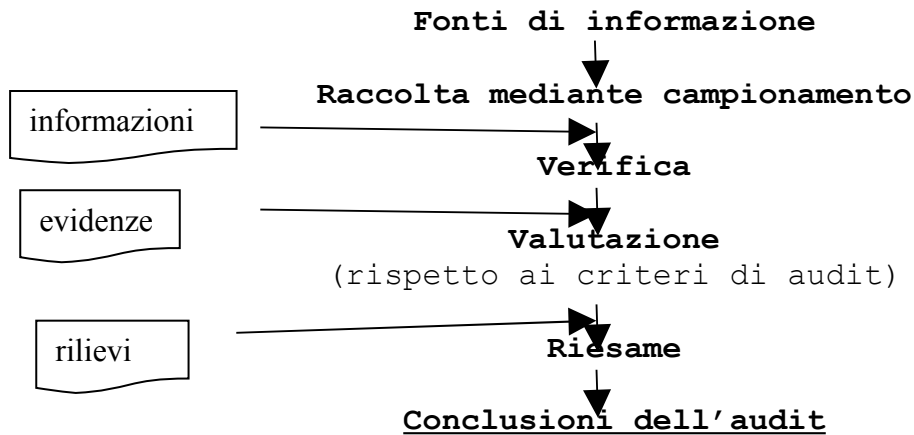 Fonti di informazione
Raccolta mediante campionamento
informazioni
Verifica
evidenze
Valutazione
(rispetto ai criteri di audit)
rilievi
Riesame
Conclusioni dell’audit